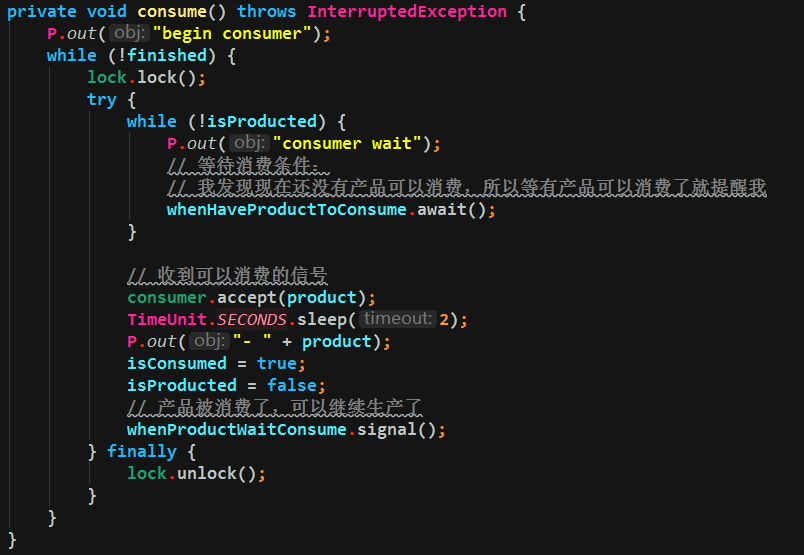 private void consume() throws InterruptedException {
P.out( obj: "begin consumer");
while (!finished) {
lock.lock();
try {
while (!isProducted) {
P.out( obj: "consumer wait");
// 等待消费条件：
// 我发现现在还没有产品可以消费，所以等有产品可以消费了就提醒我
whenHaveProductToConsume.await();
}
// 收到可以消费的信号
consumer.accept(product);
TimeUnit.SECONDS.sleep( timeout: 2);
P.out( obj: "- " + product);
isConsumed = true;
isProducted = false;
// 产品被消费了，可以继续生产了
whenProductWaitConsume.signal();
} finally {
lock.unlock();
}
}
}